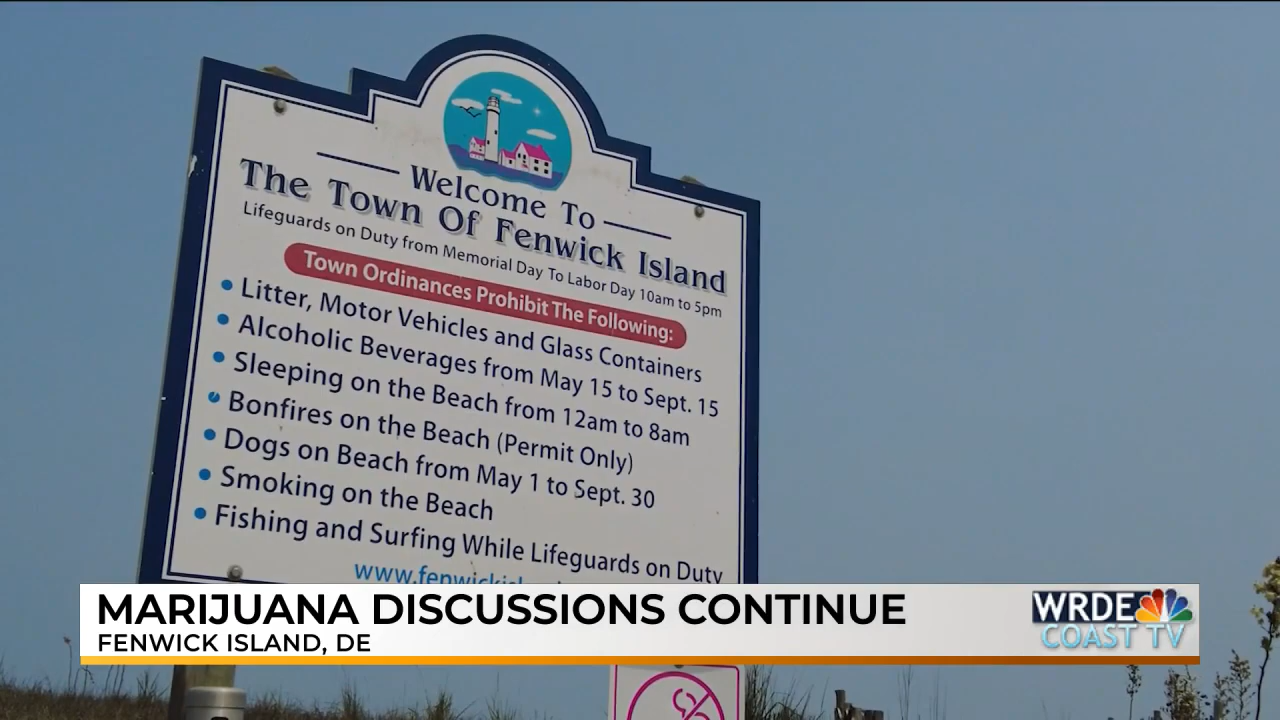 Welcome To
The Town Of Fenwick Island
Lifeguards on Duty from Memorial Day To Labor Day 10am to 5pm
Town Ordinances Prohibit The Following:
• Litter, Motor Vehicles and Glass Containers
• Alcoholic Beverages from May 15 to Sept. 15
• Sleeping on the Beach from 12am to 8am
• Bonfires on the Beach (Permit Only)
• Dogs on Beach from May 1 to Sept. 30
• Smoking on the Beach
• Fishing and Surfing While Lifeguards on Duty
MARIJUANA DISCUSSIONS CONTINUE
FENWICK ISLAND, DE
WRDE
COAST TV